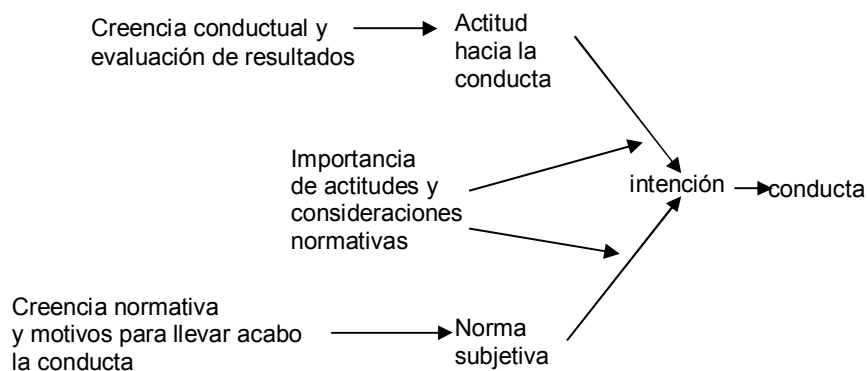 Creencia conductual y
evaluación de resultados
Actitud
hacia la
conducta
Importancia
de actitudes y
consideraciones
normativas
intención
conducta
Creencia normativa
y motivos para llevar acabo
la conducta
Norma
subjetiva